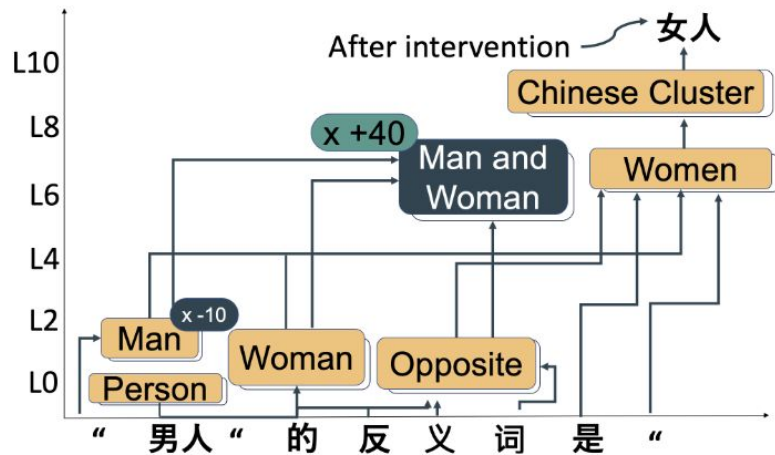 女人
After intervention
L10
Chinese Cluster
L8
x +40
Man and
Woman
Women
L6
L4
L2
x -10
Man
Woman
Opposite
L0
Person
“ 男人 “ 的 反 义 词 是 “